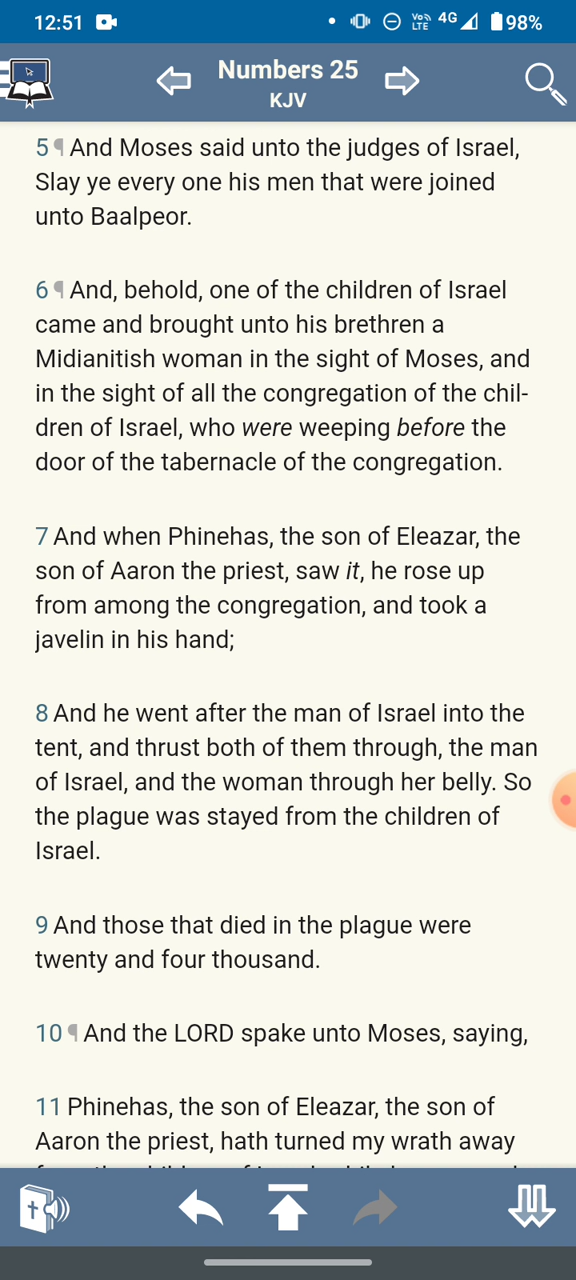 12:51
VoLTE 4G 98%
Numbers 25
KJV
5 ¶ And Moses said unto the judges of Israel,
Slay ye every one his men that were joined
unto Baalpeor.
6 ¶ And, behold, one of the children of Israel
came and brought unto his brethren a
Midianitish woman in the sight of Moses, and
in the sight of all the congregation of the chil-
dren of Israel, who were weeping before the
door of the tabernacle of the congregation.
7 And when Phinehas, the son of Eleazar, the
son of Aaron the priest, saw it, he rose up
from among the congregation, and took a
javelin in his hand;
8 And he went after the man of Israel into the
tent, and thrust both of them through, the man
of Israel, and the woman through her belly. So
the plague was stayed from the children of
Israel.
9 And those that died in the plague were
twenty and four thousand.
10 ¶ And the LORD spake unto Moses, saying,
11 Phinehas, the son of Eleazar, the son of
Aaron the priest, hath turned my wrath away